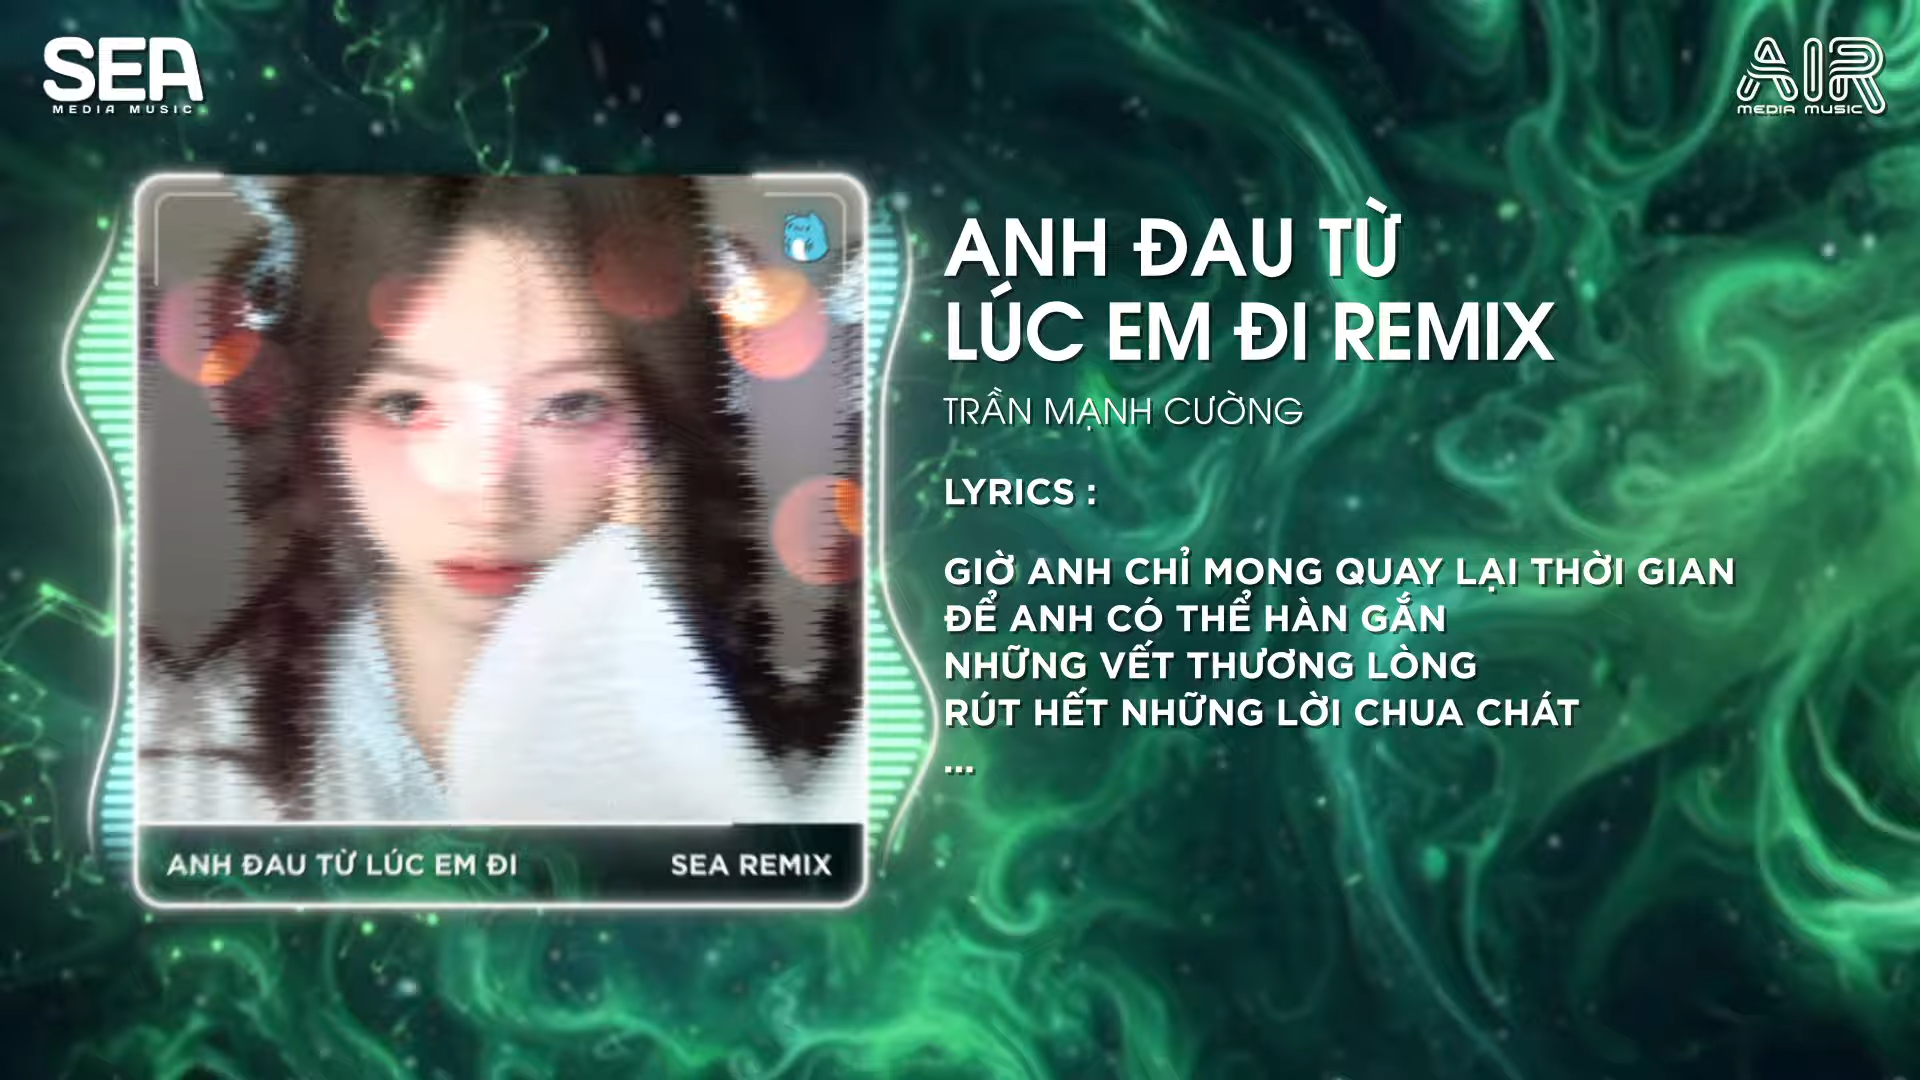 SEA
MEDIA MUSIC
AIR
MEDIA MUSIC
ANH ĐAU TỪ
LÚC EM ĐI REMIX
TRẦN MẠNH CƯỜNG
LYRICS :
GIỜ ANH CHỈ MONG QUAY LẠI THỜI GIAN
ĐỂ ANH CÓ THỂ HÀN GẮN
NHỮNG VẾT THƯƠNG LÒNG
RÚT HẾT NHỮNG LỜI CHUA CHÁT
...
ANH ĐAU TỪ LÚC EM ĐI
SEA REMIX